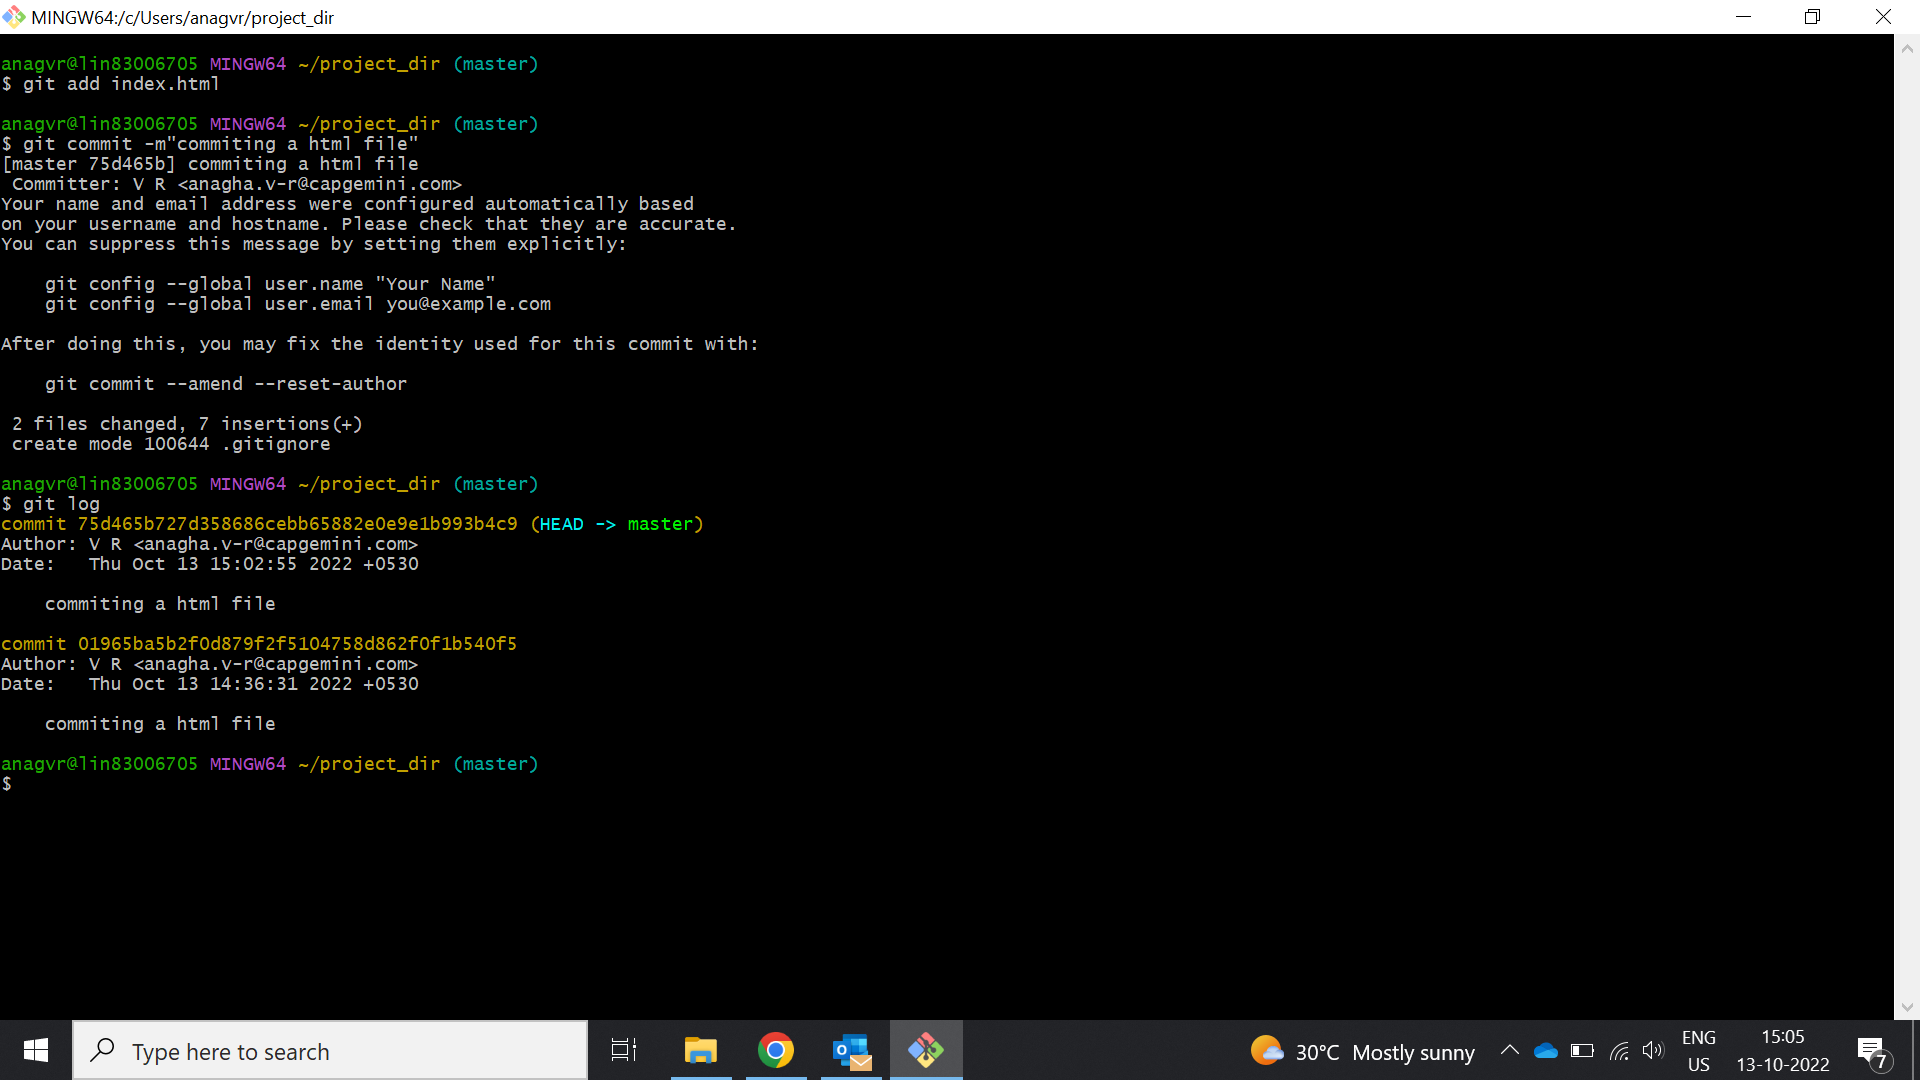 MINGW64:/c/Users/anagvr/project_dir
anagvr@lin83006705 MINGW64 ~/project_dir (master)
$ git add index.html
anagvr@lin83006705 MINGW64 ~/project_dir (master)
$ git commit -m"commiting a html file"
[master 75d465b] commiting a html file
 Committer: V R <anagha.v-r@capgemini.com>
Your name and email address were configured automatically based
on your username and hostname. Please check that they are accurate.
You can suppress this message by setting them explicitly:
    git config --global user.name "Your Name"
    git config --global user.email you@example.com
After doing this, you may fix the identity used for this commit with:
    git commit --amend --reset-author
 2 files changed, 7 insertions(+)
 create mode 100644 .gitignore
anagvr@lin83006705 MINGW64 ~/project_dir (master)
$ git log
commit 75d465b727d358686cebb65882e0e9e1b993b4c9 (HEAD -> master)
Author: V R <anagha.v-r@capgemini.com>
Date:   Thu Oct 13 15:02:55 2022 +0530
    commiting a html file
commit 01965ba5b2f0d879f2f5104758d862f0f1b540f5
Author: V R <anagha.v-r@capgemini.com>
Date:   Thu Oct 13 14:36:31 2022 +0530
    commiting a html file
anagvr@lin83006705 MINGW64 ~/project_dir (master)
$
Type here to search
30°C Mostly sunny
ENG
US
15:05
13-10-2022
7